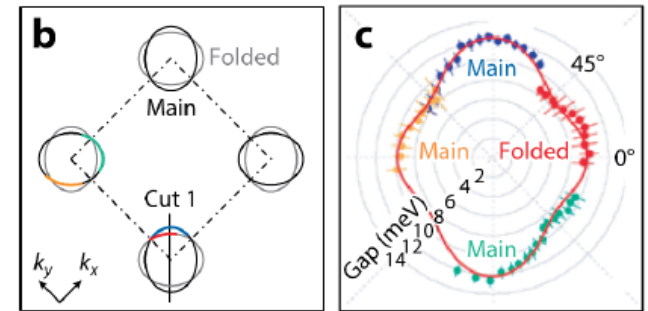 b
Folded
Main
Cut 1
ky kx
c
Main
45°
Main
Folded
0°
2
4
6
8
10
12
14
Gap (meV)
Main